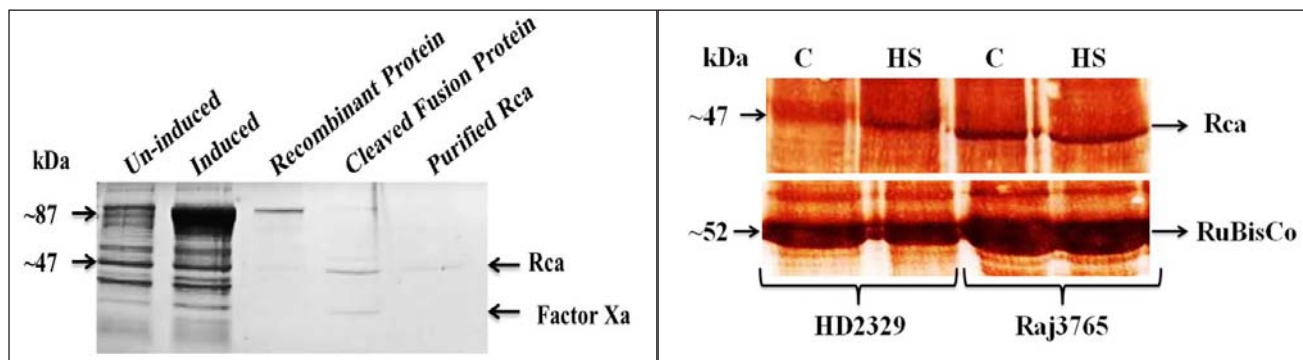 Un-induced
Induced
Recombinant Protein
Cleaved Fusion Protein
Purified Rca
kDa
~87
~47
Rca
Factor Xa
kDa C HS C HS
~47 Rca
~52 RuBisCo
HD2329 Raj3765